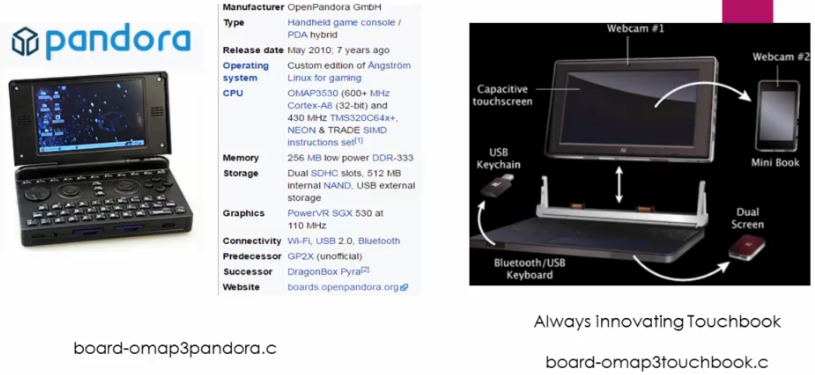 pandora
Manufacturer OpenPandora GmbH
Type Handheld game console /
PDA hybrid
Release date May 2010; 7 years ago
Operating Custom edition of Ångström
system Linux for gaming
CPU OMAP3530 (600+ MHz
Cortex-A8 (32-bit) and
430 MHz TMS320C64x+,
NEON & TRADE SIMD
instructions set[1]
Memory 256 MB low power DDR-333
Storage Dual SDHC slots, 512 MB
internal NAND, USB external
storage
Graphics PowerVR SGX 530 at
110 MHz
Connectivity Wi-Fi, USB 2.0, Bluetooth
Predecessor GP2X (unofficial)
Successor DragonBox Pyra[2]
Website boards.openpandora.org
board-omap3pandora.c
Webcam #1
Webcam #2
Capacitive
touchscreen
Mini Book
USB
Keychain
Dual
Screen
Bluetooth/USB
Keyboard
Always innovating Touchbook
board-omap3touchbook.c